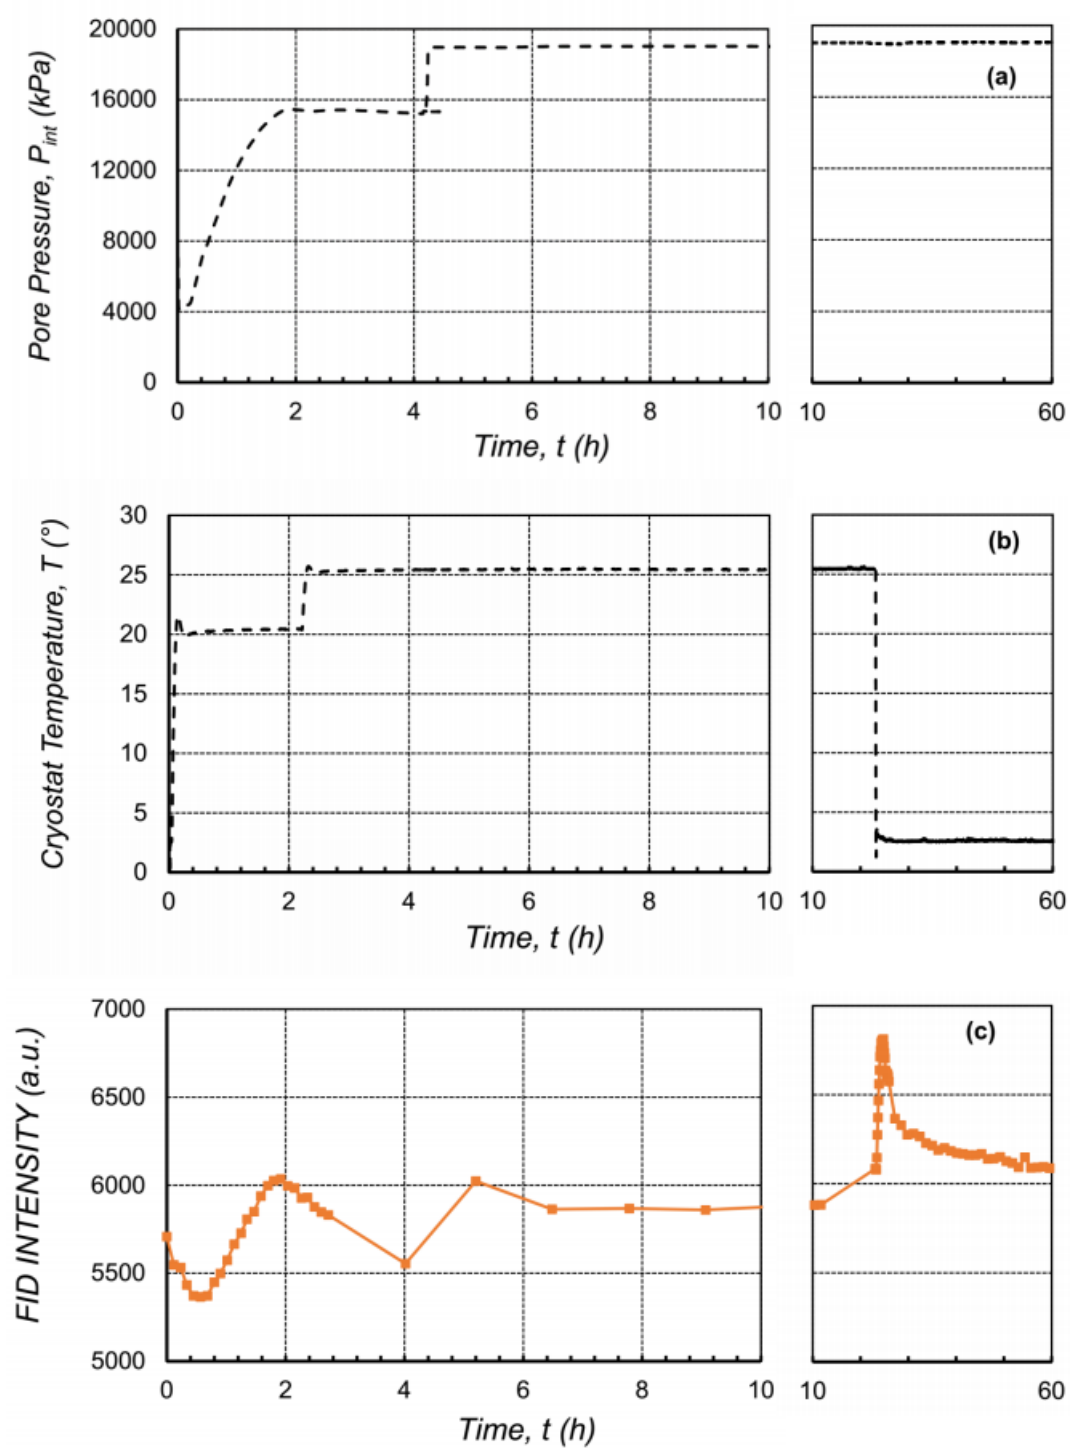 20000
16000
12000
8000
4000
0
Pore Pressure, P_int (kPa)
0 2 4 6 8 10
Time, t (h)
(a)
10 60
30
25
20
15
10
5
0
Cryostat Temperature, T (°)
0 2 4 6 8 10
Time, t (h)
(b)
10 60
7000
6500
6000
5500
5000
FID INTENSITY (a.u.)
0 2 4 6 8 10
Time, t (h)
(c)
10 60